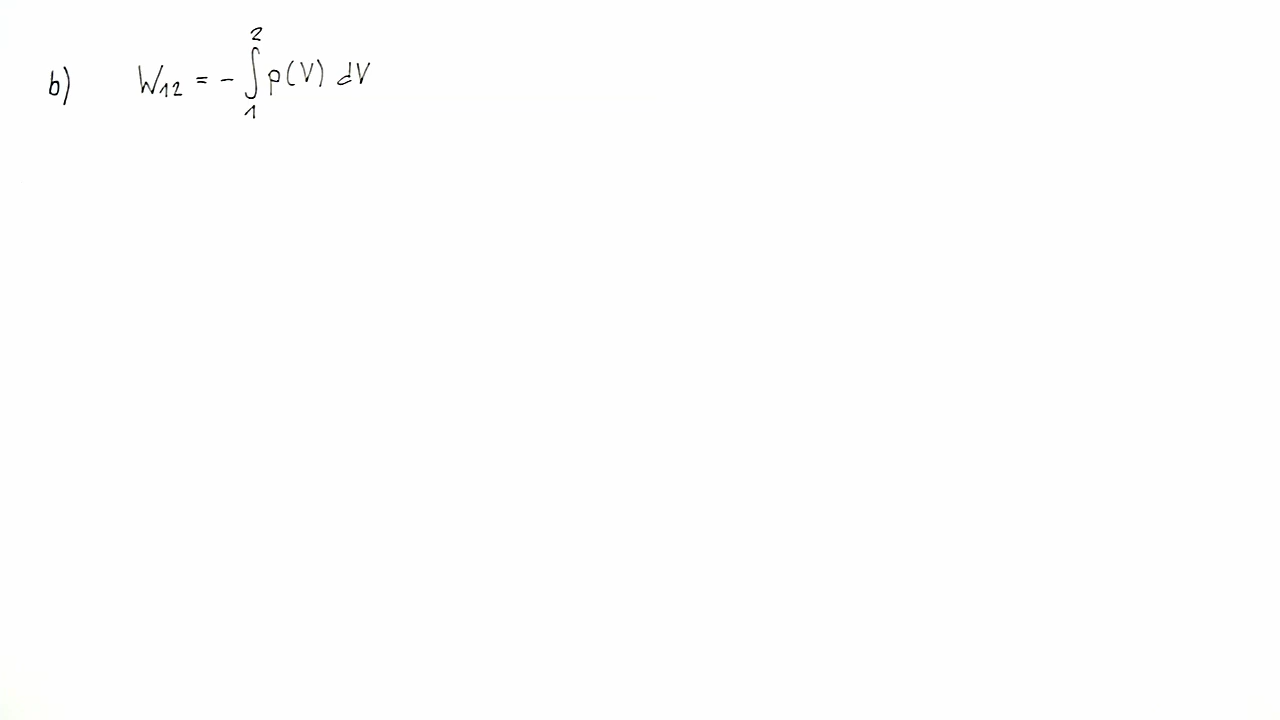 b) W₁₂ = - ∫₁² p(V) dV